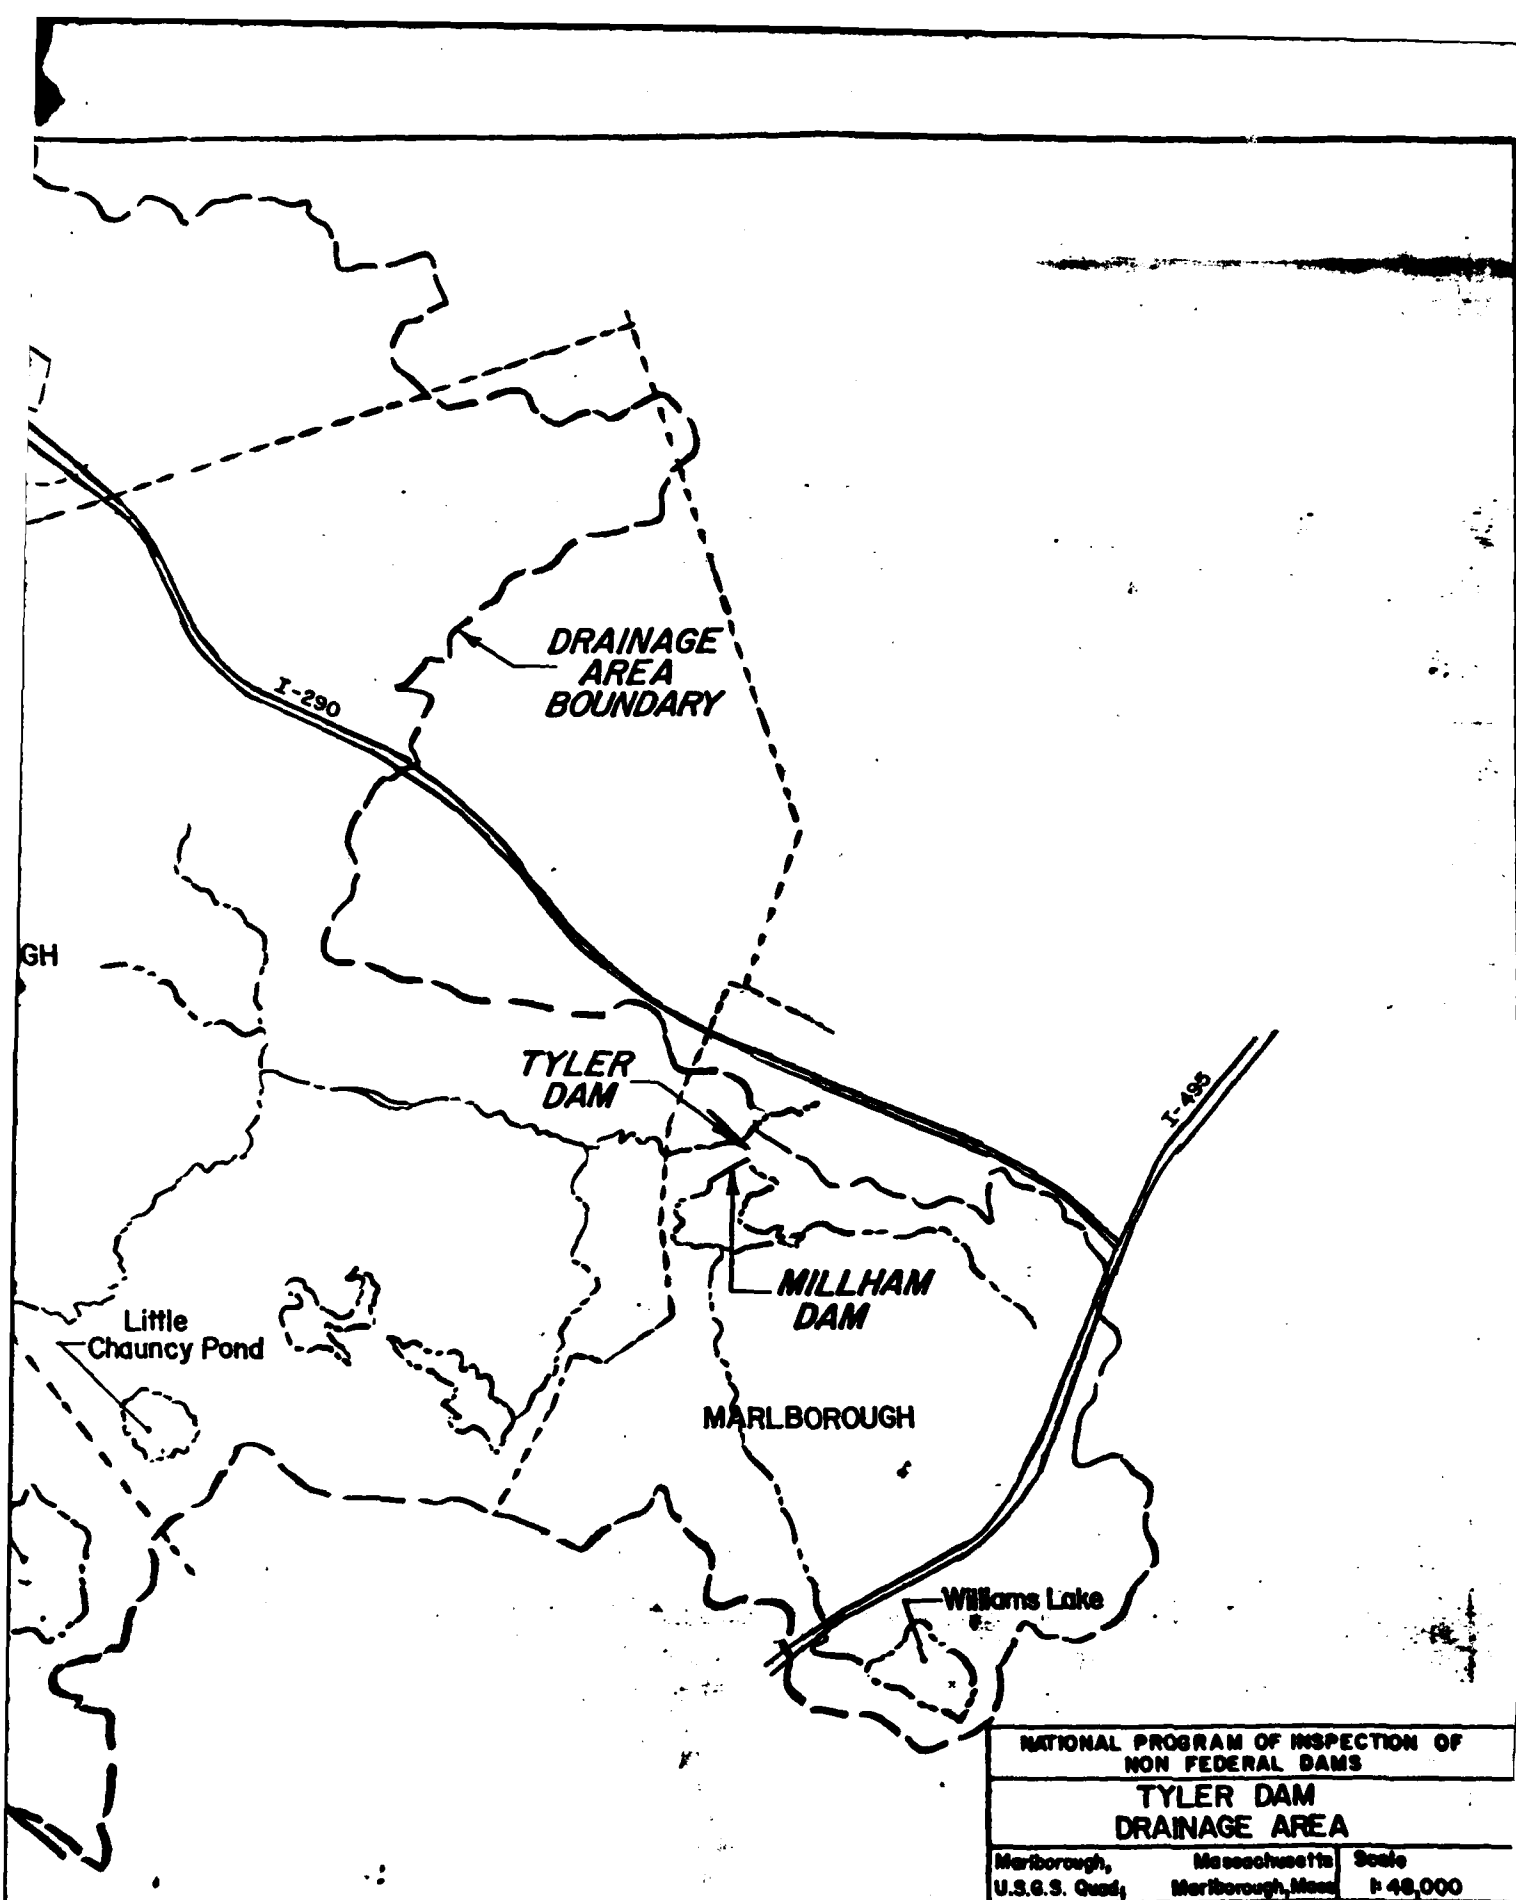 DRAINAGE
AREA
BOUNDARY
I-290
GH
TYLER
DAM
I-495
MILLHAM
DAM
Little
Chauncy Pond
MARLBOROUGH
Williams Lake
NATIONAL PROGRAM OF INSPECTION OF
NON FEDERAL DAMS
TYLER DAM
DRAINAGE AREA
Marlborough, Massachusetts Scale
U.S.G.S. Quad, Marlborough, Mass 1:48,000